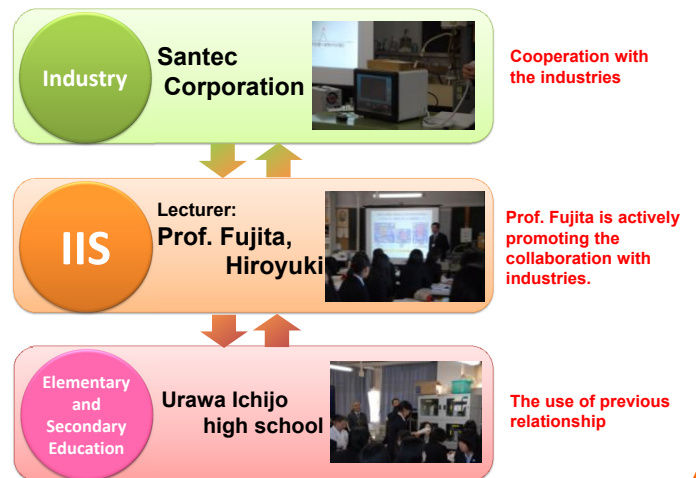 Industry
Santec
Corporation
Cooperation with
the industries
IIS
Lecturer:
Prof. Fujita,
Hiroyuki
Prof. Fujita is actively
promoting the
collaboration with
industries.
Elementary
and
Secondary
Education
Urawa Ichijo
high school
The use of previous
relationship